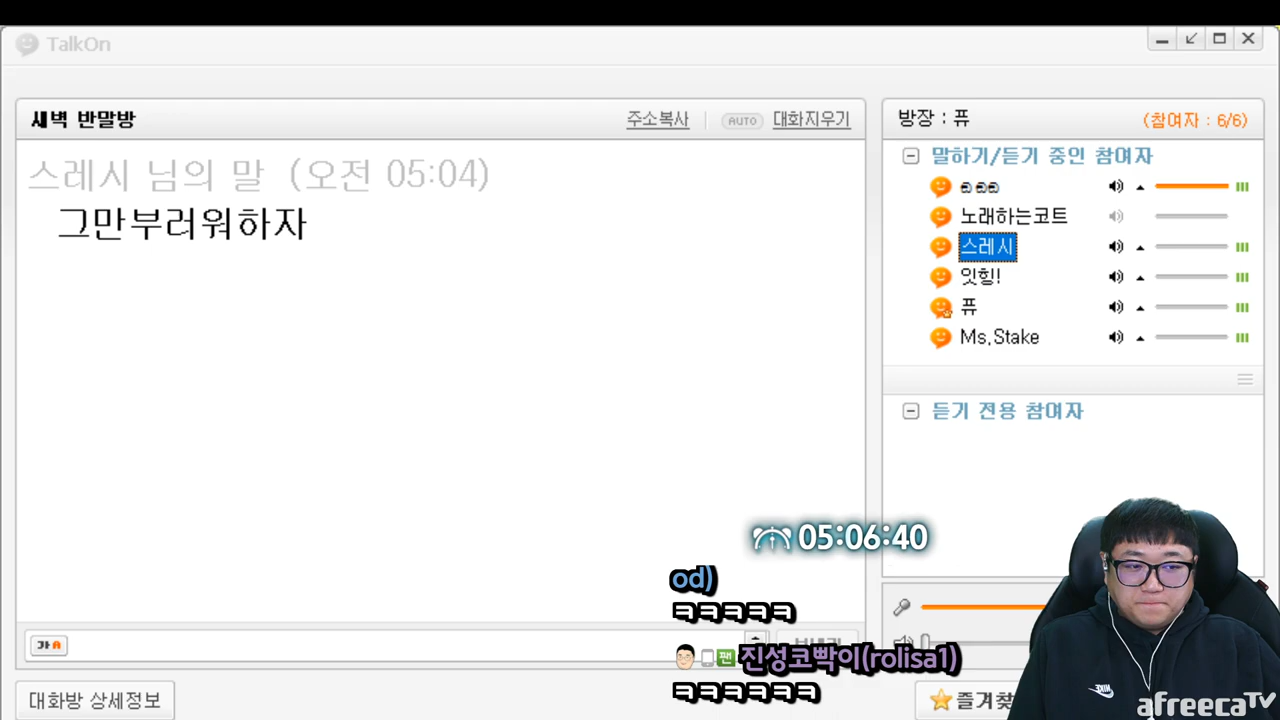 TalkOn
새벽 반말방
주소복사
AUTO
대화지우기
스레시 님의 말 (오전 05:04)
그만부러워하자
방장 : 퓨
(참여자 : 6/6)
말하기/듣기 중인 참여자
노래하는코트
스레시
잇힝!
퓨
Ms.Stake
듣기 전용 참여자
05:06:40
od)
ㅋㅋㅋㅋㅋ
팬 진성코빡이(rolisa1)
ㅋㅋㅋㅋㅋㅋ
가
대화방 상세정보
즐겨찾
NIKE
afreecaTV